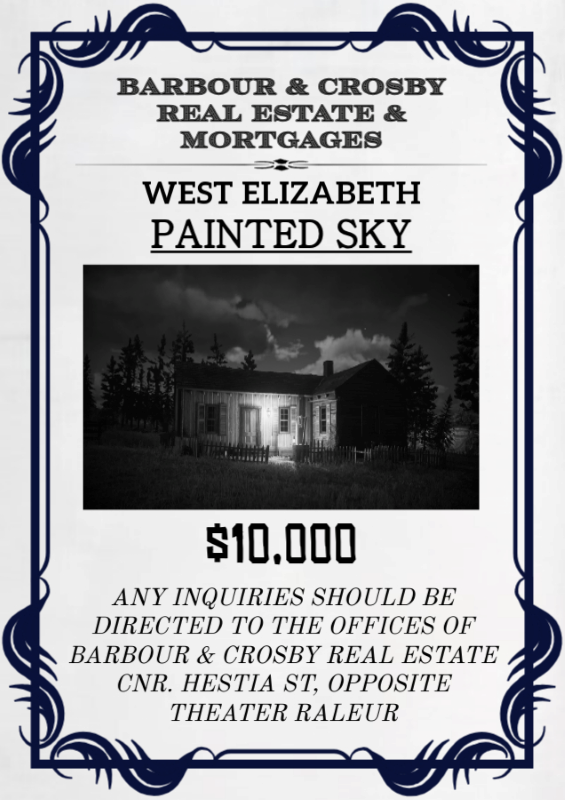 BARBOUR & CROSBY
REAL ESTATE &
MORTGAGES
WEST ELIZABETH
PAINTED SKY
$10,000
ANY INQUIRIES SHOULD BE
DIRECTED TO THE OFFICES OF
BARBOUR & CROSBY REAL ESTATE
CNR. HESTIA ST, OPPOSITE
THEATER RALEUR